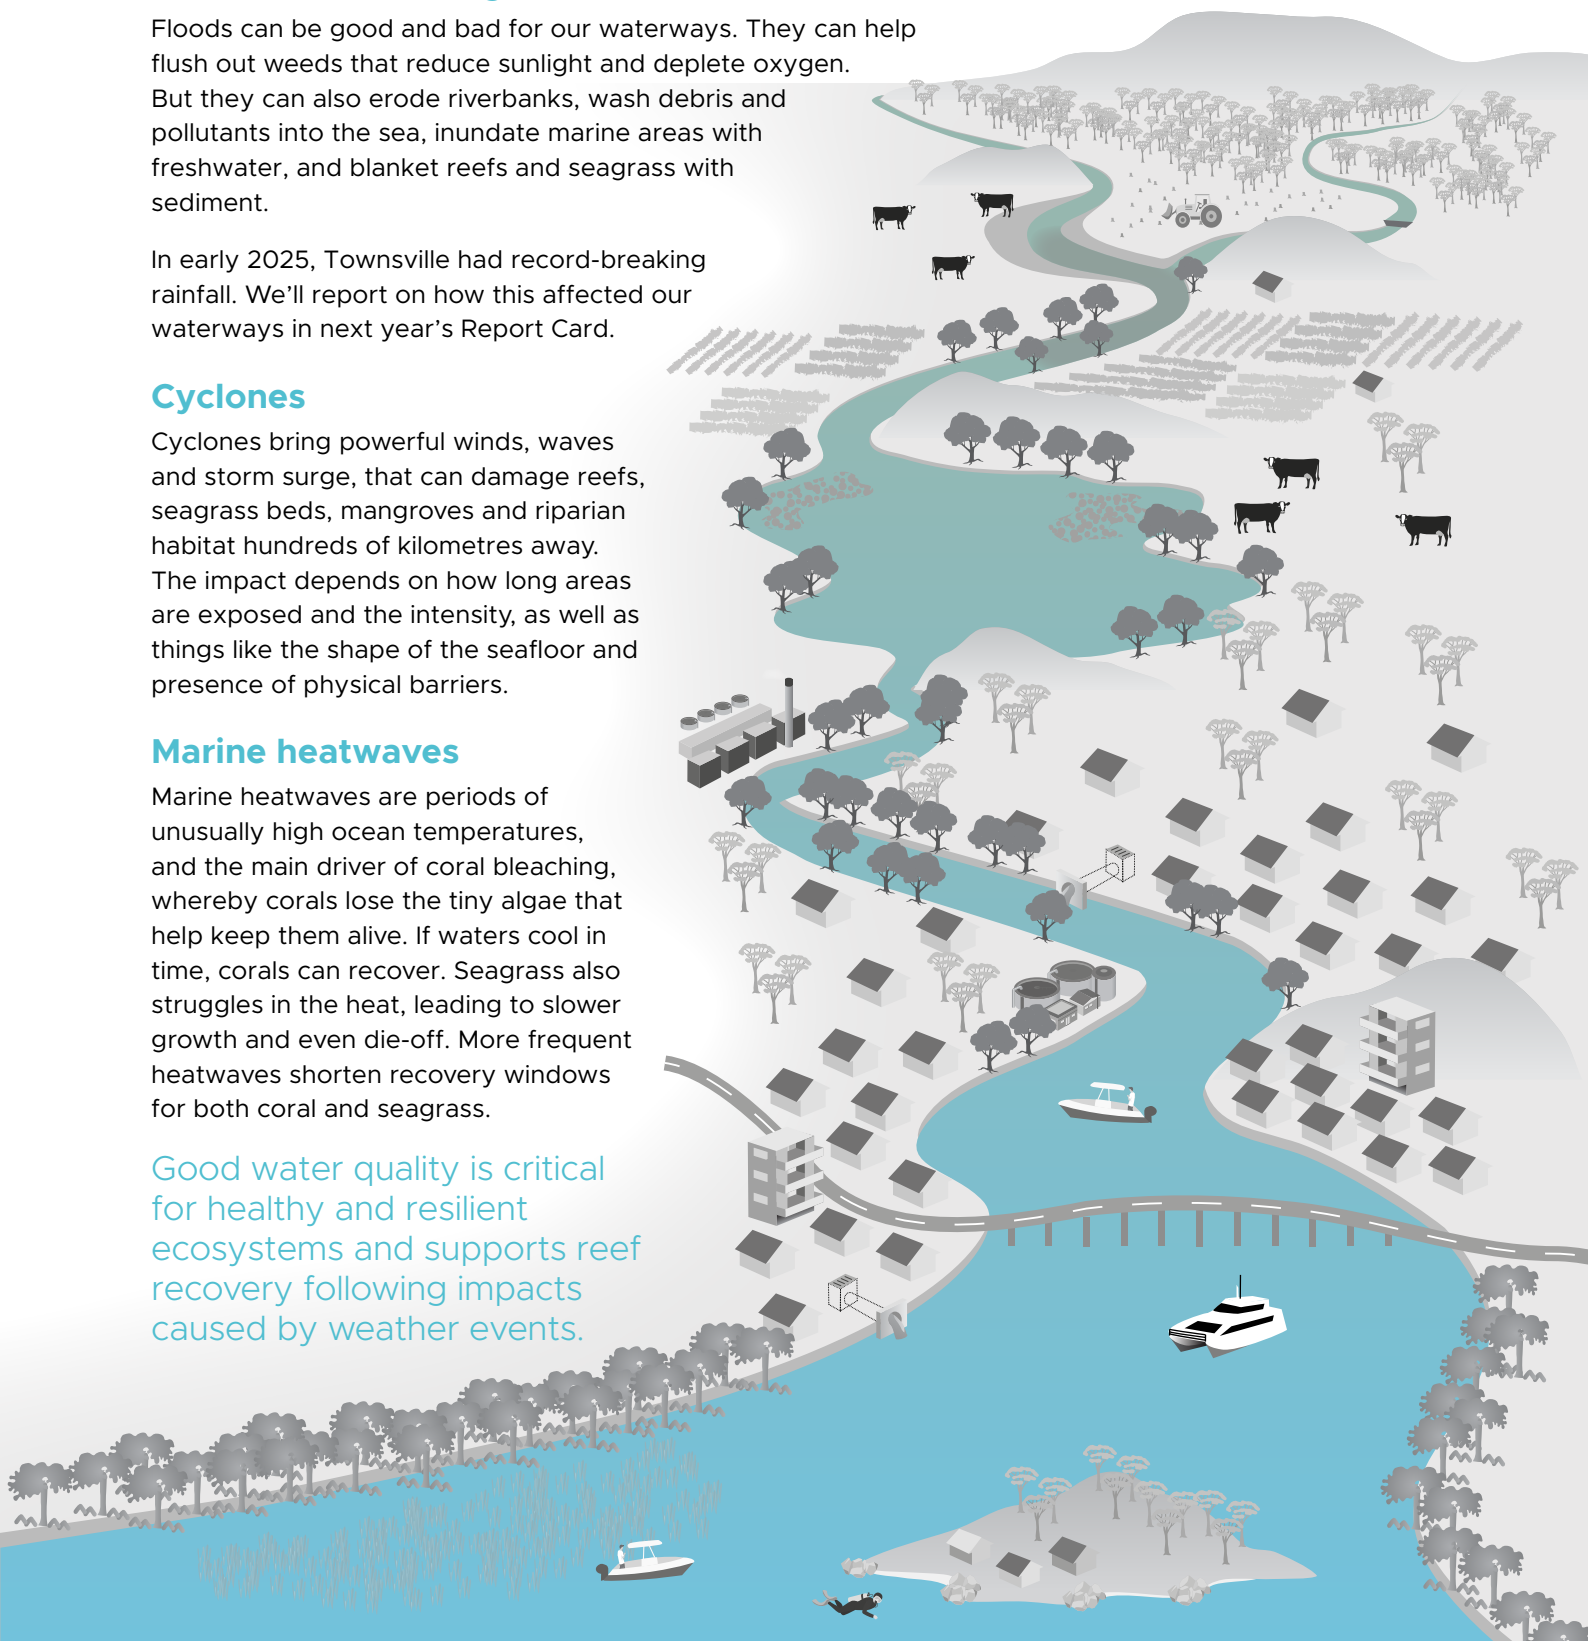 Floods can be good and bad for our waterways. They can help
flush out weeds that reduce sunlight and deplete oxygen.
But they can also erode riverbanks, wash debris and
pollutants into the sea, inundate marine areas with
freshwater, and blanket reefs and seagrass with
sediment.
In early 2025, Townsville had record-breaking
rainfall. We’ll report on how this affected our
waterways in next year’s Report Card.
Cyclones
Cyclones bring powerful winds, waves
and storm surge, that can damage reefs,
seagrass beds, mangroves and riparian
habitat hundreds of kilometres away.
The impact depends on how long areas
are exposed and the intensity, as well as
things like the shape of the seafloor and
presence of physical barriers.
Marine heatwaves
Marine heatwaves are periods of
unusually high ocean temperatures,
and the main driver of coral bleaching,
whereby corals lose the tiny algae that
help keep them alive. If waters cool in
time, corals can recover. Seagrass also
struggles in the heat, leading to slower
growth and even die-off. More frequent
heatwaves shorten recovery windows
for both coral and seagrass.
Good water quality is critical
for healthy and resilient
ecosystems and supports reef
recovery following impacts
caused by weather events.